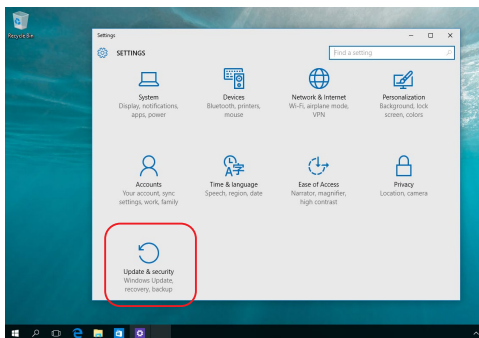 Recycle Bin
Settings
SETTINGS
Find a setting
System
Display, notifications,
apps, power
Devices
Bluetooth, printers,
mouse
Network & Internet
Wi-Fi, airplane mode,
VPN
Personalization
Background, lock
screen, colors
Accounts
Your account, sync
settings, work, family
Time & language
Speech, region, date
Ease of Access
Narrator, magnifier,
high contrast
Privacy
Location, camera
Update & security
Windows Update,
recovery, backup